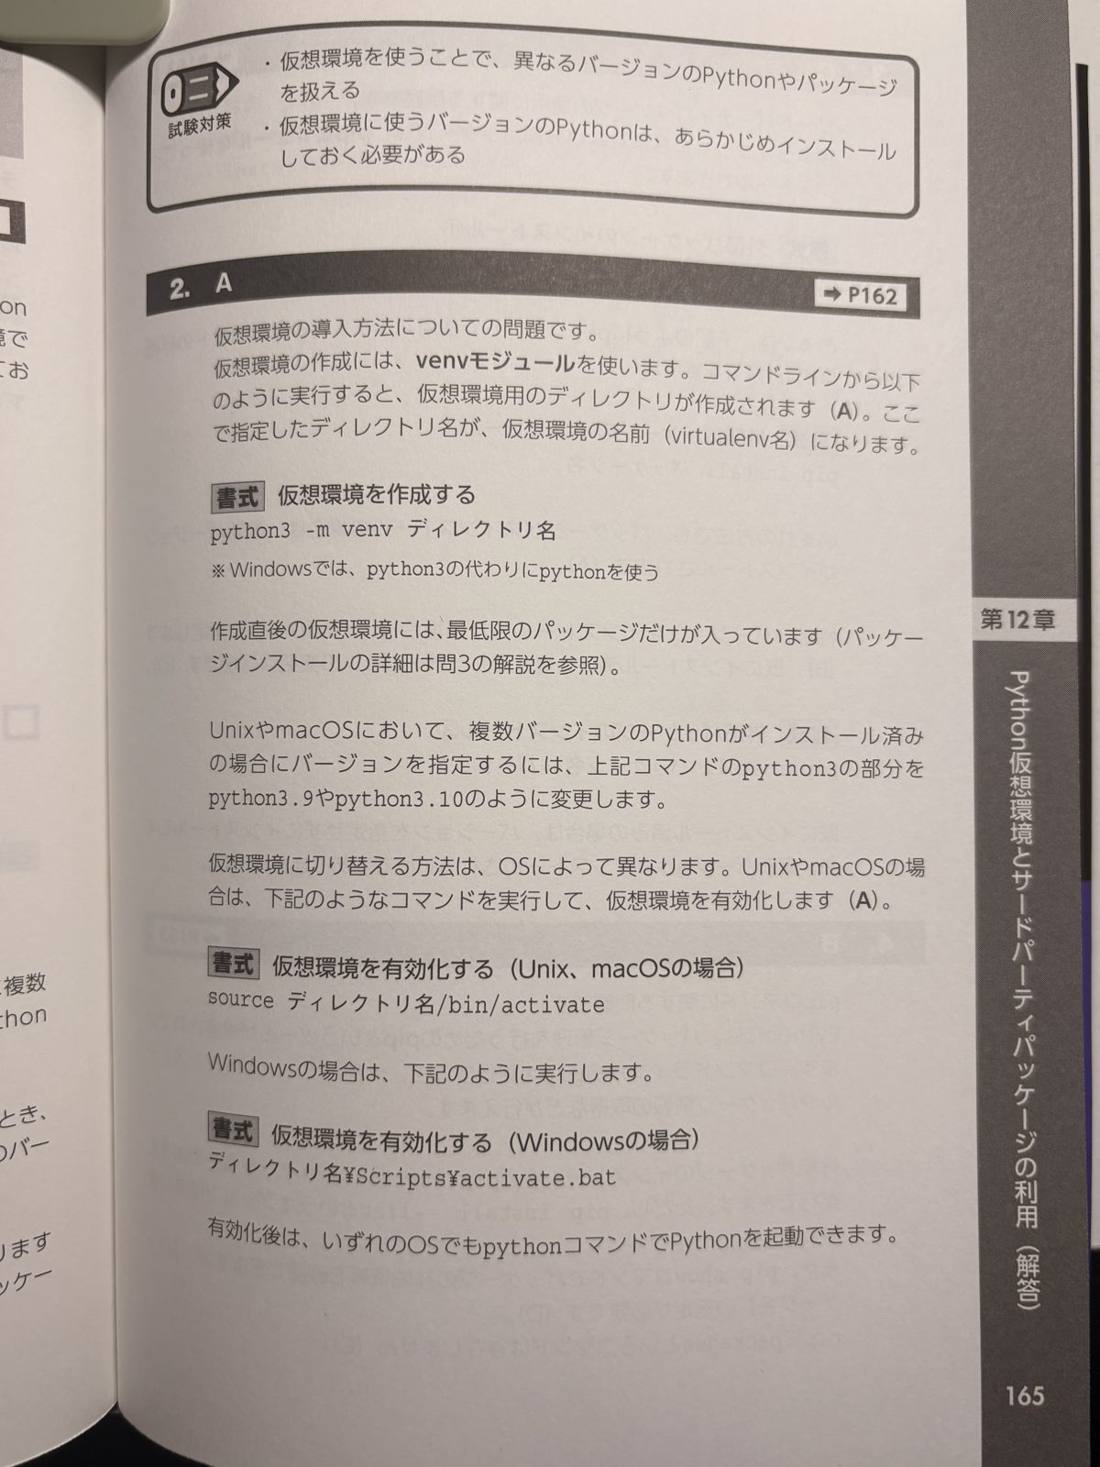 試験対策
・仮想環境を使うことで、異なるバージョンのPythonやパッケージ
を扱える
・仮想環境に使うバージョンのPythonは、あらかじめインストール
しておく必要がある
2. A
➡P162
仮想環境の導入方法についての問題です。
仮想環境の作成には、venvモジュールを使います。コマンドラインから以下
のように実行すると、仮想環境用のディレクトリが作成されます（A）。ここ
で指定したディレクトリ名が、仮想環境の名前（virtualenv名）になります。
書式 仮想環境を作成する
python3 -m venv ディレクトリ名
※Windowsでは、python3の代わりにpythonを使う
作成直後の仮想環境には、最低限のパッケージだけが入っています（パッケー
ジインストールの詳細は問3の解説を参照）。
UnixやmacOSにおいて、複数バージョンのPythonがインストール済み
の場合にバージョンを指定するには、上記コマンドのpython3の部分を
python3.9やpython3.10のように変更します。
仮想環境に切り替える方法は、OSによって異なります。UnixやmacOSの場
合は、下記のようなコマンドを実行して、仮想環境を有効化します（A）。
書式 仮想環境を有効化する（Unix、macOSの場合）
source ディレクトリ名/bin/activate
Windowsの場合は、下記のように実行します。
書式 仮想環境を有効化する（Windowsの場合）
ディレクトリ名¥Scripts¥activate.bat
有効化後は、いずれのOSでもpythonコマンドでPythonを起動できます。
第12章
Python仮想環境とサードパーティパッケージの利用（解答）
165
on
境で
てお
複数
thon
とき、
のバー
ります
ッケー